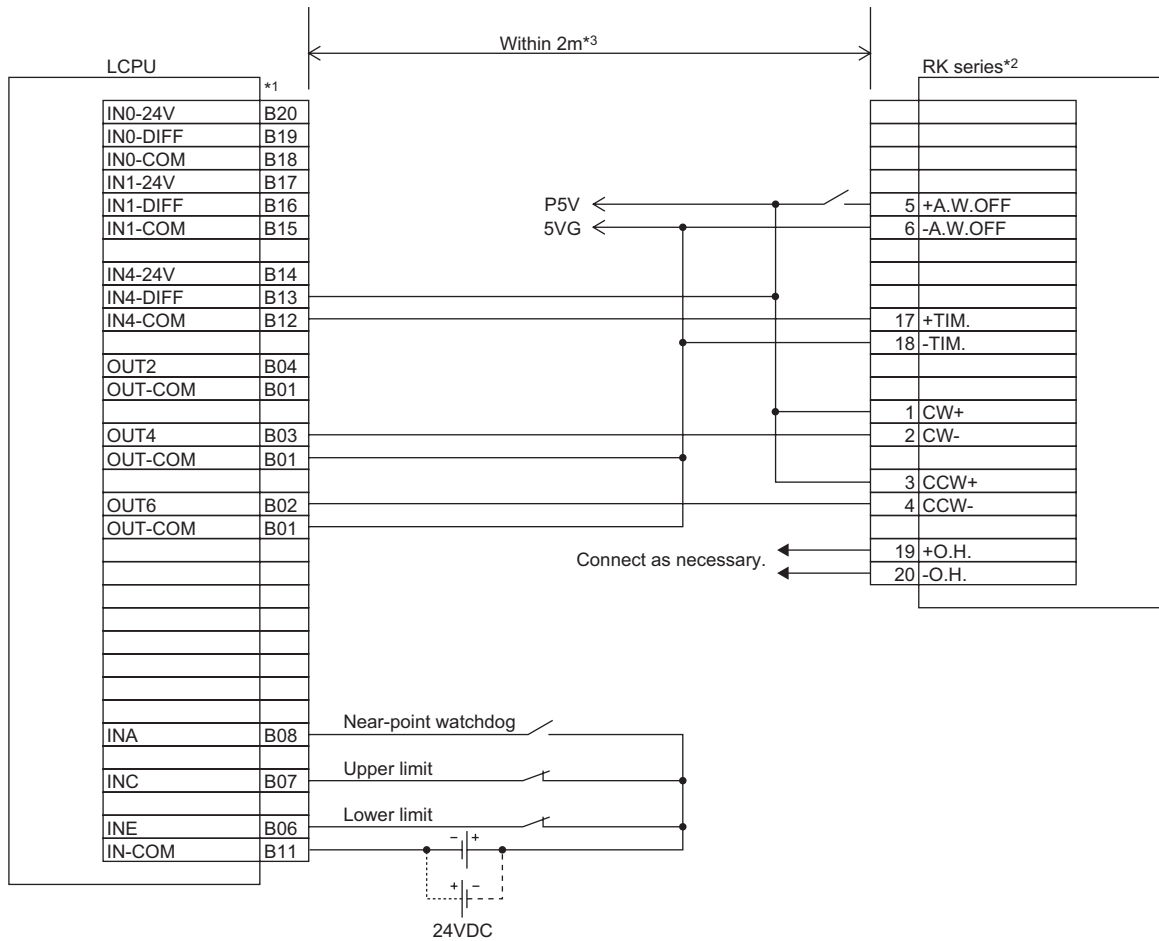 Within 2m*3
LCPU
RK series*2
*1
IN0-24V B20
IN0-DIFF B19
IN0-COM B18
IN1-24V B17
IN1-DIFF B16
P5V
5 +A.W.OFF
IN1-COM B15
5VG
6 -A.W.OFF
IN4-24V B14
IN4-DIFF B13
IN4-COM B12
17 +TIM.
18 -TIM.
OUT2 B04
OUT-COM B01
1 CW+
OUT4 B03
2 CW-
OUT-COM B01
3 CCW+
OUT6 B02
4 CCW-
OUT-COM B01
Connect as necessary.
19 +O.H.
20 -O.H.
INA B08
Near-point watchdog
INC B07
Upper limit
INE B06
Lower limit
IN-COM B11
- +
+ -
24VDC